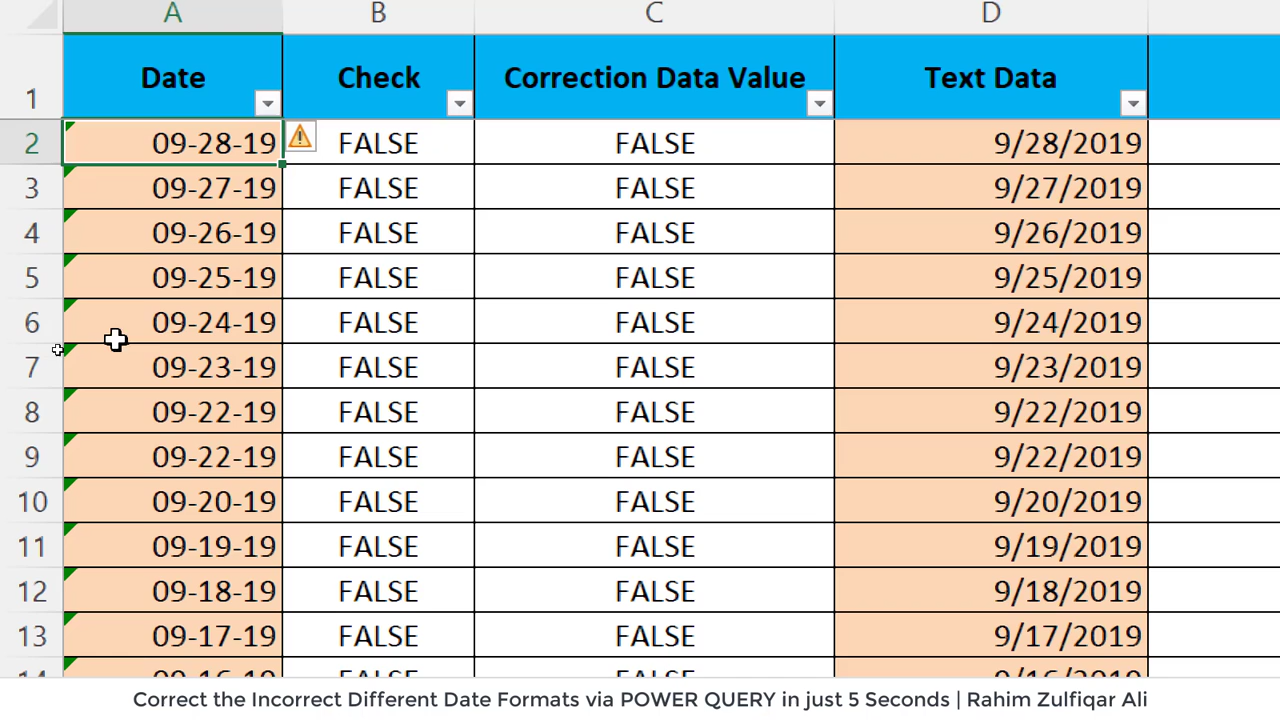 A B C D
1 Date Check Correction Data Value Text Data
2 09-28-19 FALSE FALSE 9/28/2019
3 09-27-19 FALSE FALSE 9/27/2019
4 09-26-19 FALSE FALSE 9/26/2019
5 09-25-19 FALSE FALSE 9/25/2019
6 09-24-19 FALSE FALSE 9/24/2019
7 09-23-19 FALSE FALSE 9/23/2019
8 09-22-19 FALSE FALSE 9/22/2019
9 09-22-19 FALSE FALSE 9/22/2019
10 09-20-19 FALSE FALSE 9/20/2019
11 09-19-19 FALSE FALSE 9/19/2019
12 09-18-19 FALSE FALSE 9/18/2019
13 09-17-19 FALSE FALSE 9/17/2019
Correct the Incorrect Different Date Formats via POWER QUERY in just 5 Seconds | Rahim Zulfiqar Ali